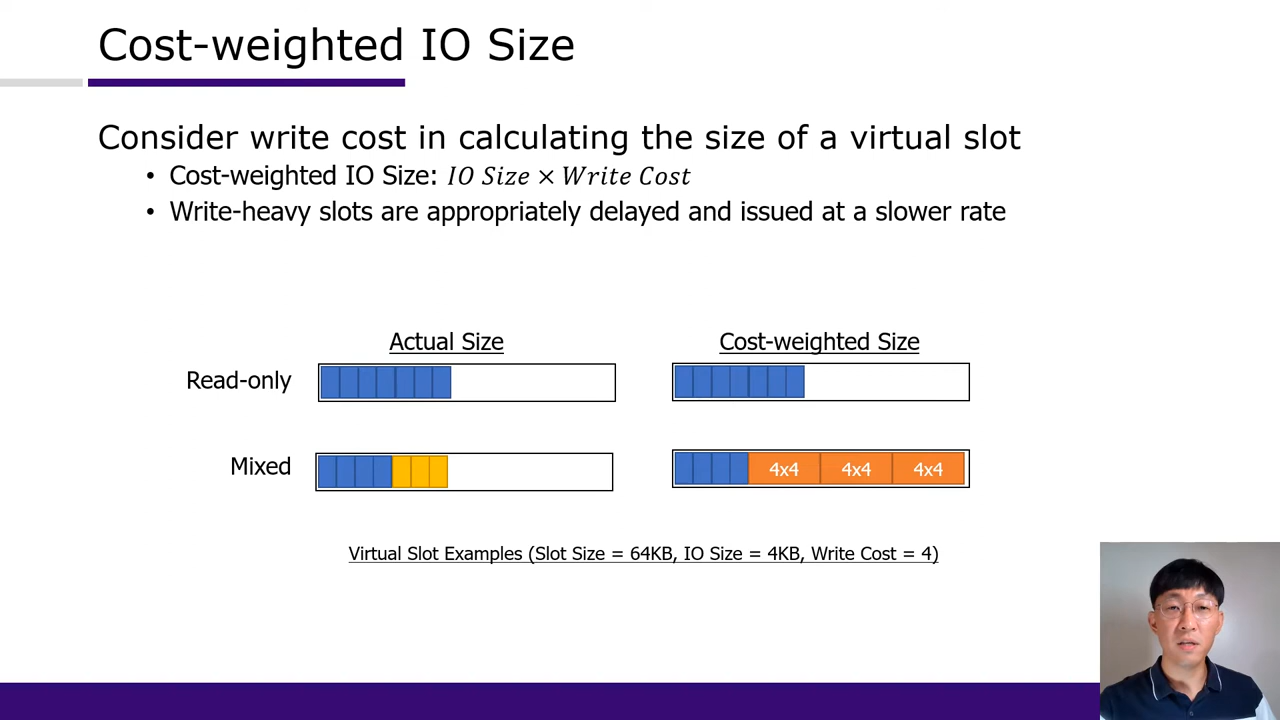 Cost-weighted IO Size
Consider write cost in calculating the size of a virtual slot
• Cost-weighted IO Size: IO Size × Write Cost
• Write-heavy slots are appropriately delayed and issued at a slower rate
Actual Size
Cost-weighted Size
Read-only
Mixed
4x4
4x4
4x4
Virtual Slot Examples (Slot Size = 64KB, IO Size = 4KB, Write Cost = 4)